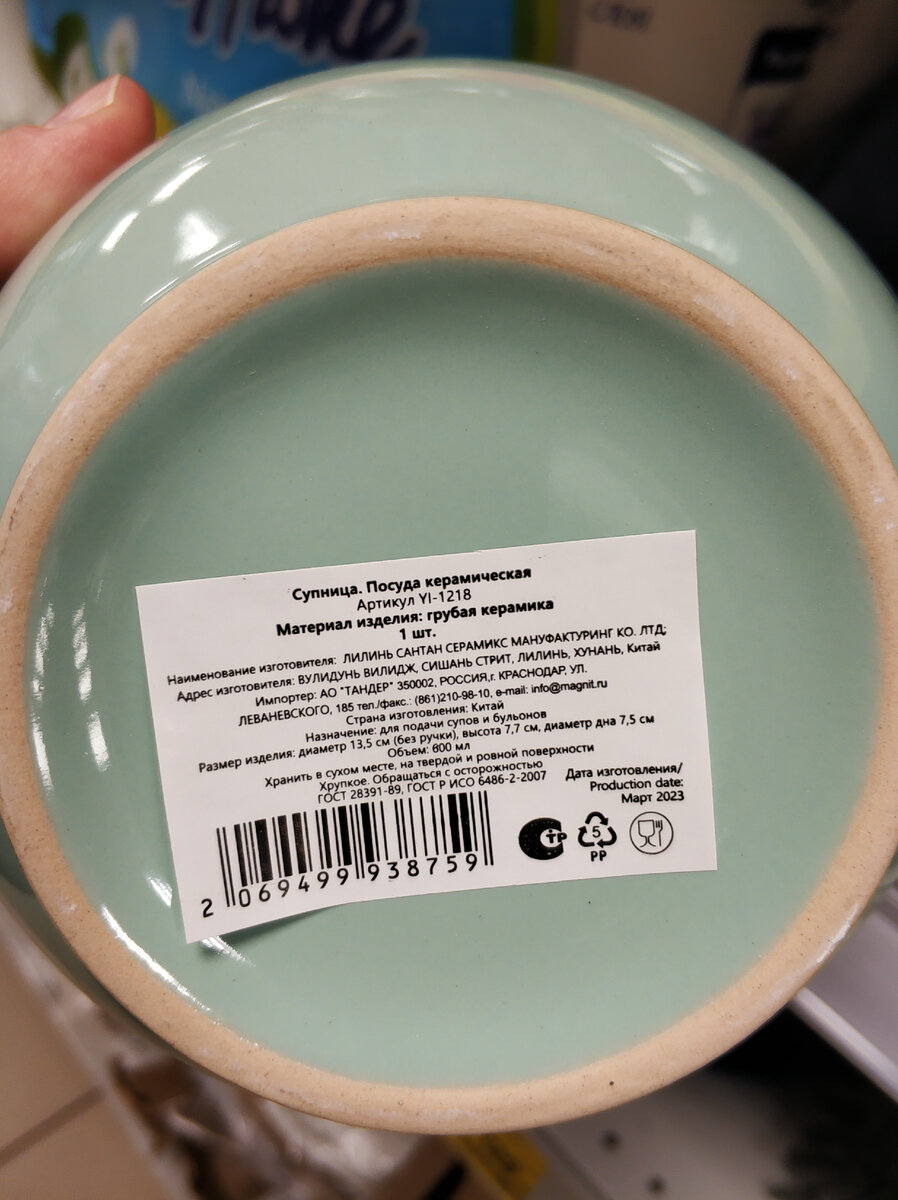 Make
Супница. Посуда керамическая
Артикул YI-1218
Материал изделия: грубая керамика
1 шт.
Наименование изготовителя: ЛИЛИНЬ САНТАН СЕРАМИКС МАНУФАКТУРИНГ КО. ЛТД;
Адрес изготовителя: ВУЛИДУНЬ ВИЛИДЖ, СИШАНЬ СТРИТ, ЛИЛИНЬ, ХУНАНЬ, Китай
Импортер: АО "ТАНДЕР" 350002, РОССИЯ,г. КРАСНОДАР, УЛ.
ЛЕВАНЕВСКОГО, 185 тел./факс.: (861)210-98-10, e-mail: info@magnit.ru
Страна изготовления: Китай
Назначение: для подачи супов и бульонов
Размер изделия: диаметр 13,5 см (без ручки), высота 7,7 см, диаметр дна 7,5 см
Объем: 600 мл
Хранить в сухом месте, на твердой и ровной поверхности
Хрупкое. Обращаться с осторожностью
ГОСТ 28391-89, ГОСТ Р ИСО 6486-2-2007
Дата изготовления/
Production date:
Март 2023
2 069499 938759
СТР
5
PP